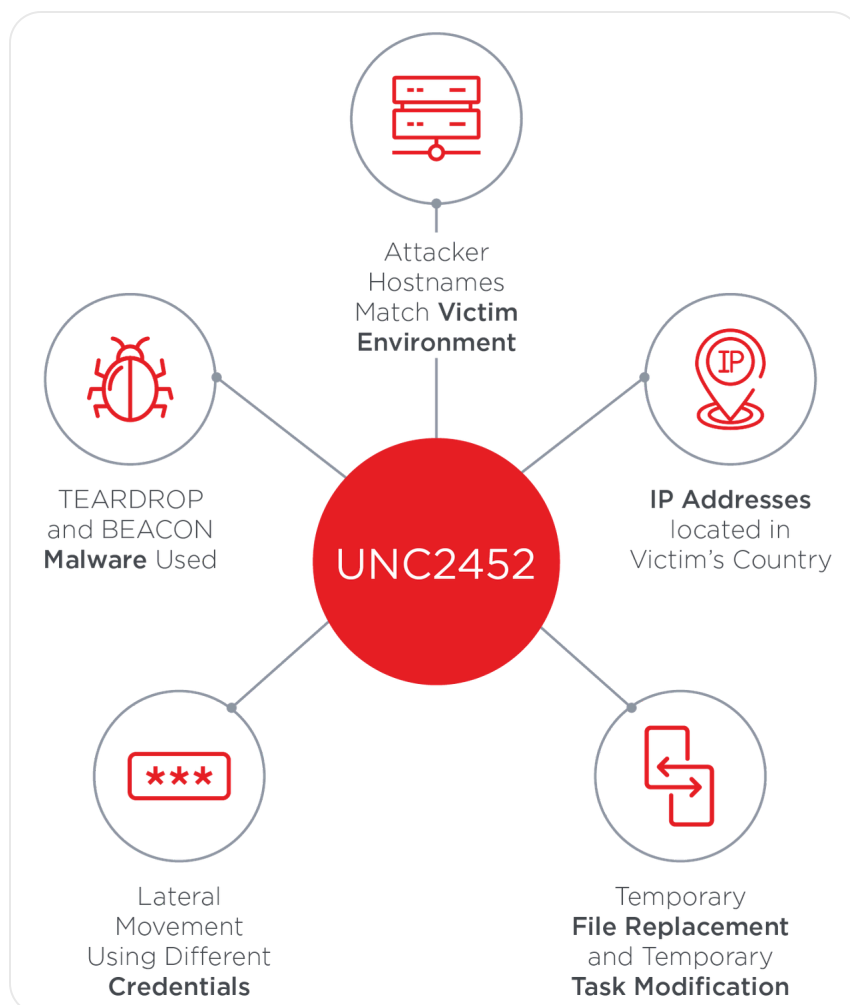 Attacker
Hostnames
Match Victim
Environment
IP
IP Addresses
located in
Victim's Country
TEARDROP
and BEACON
Malware Used
UNC2452
***
Lateral
Movement
Using Different
Credentials
Temporary
File Replacement
and Temporary
Task Modification